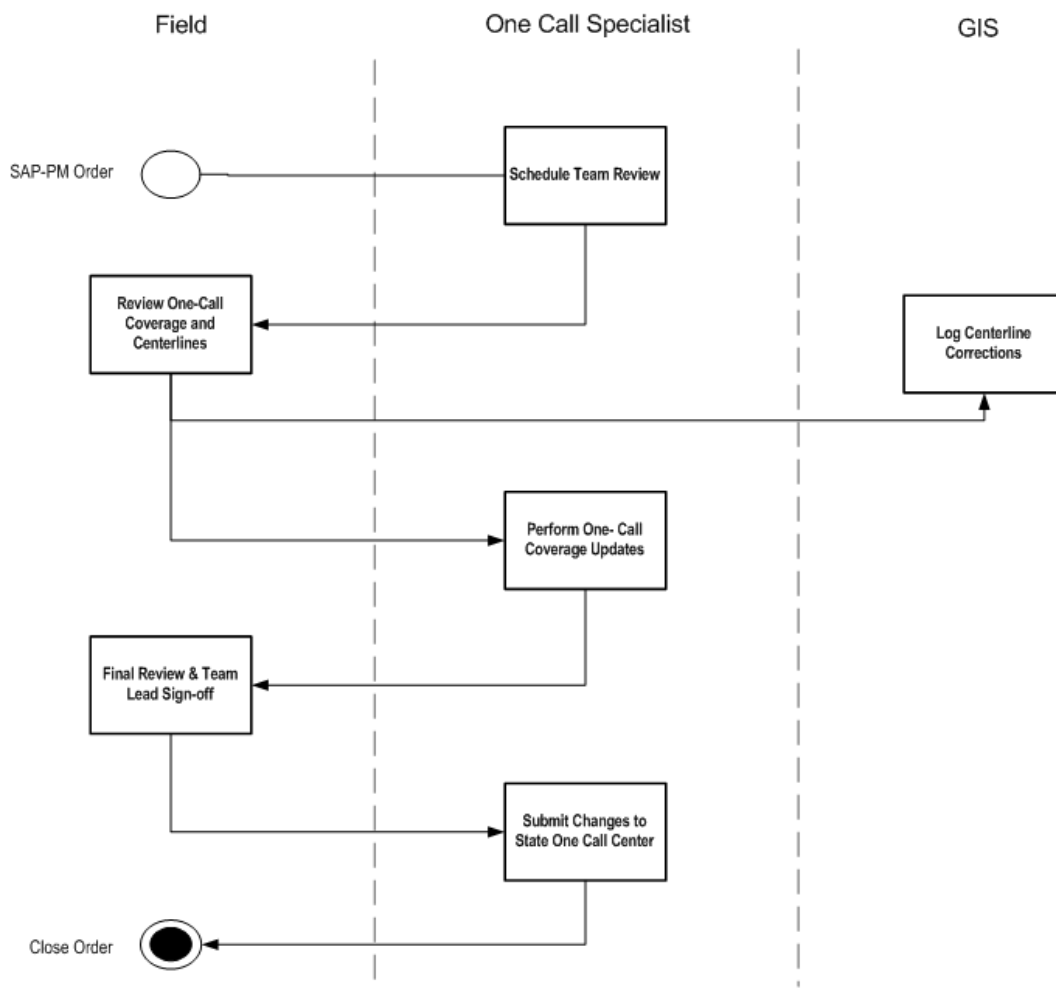 Field
One Call Specialist
GIS
SAP-PM Order
Schedule Team Review
Review One-Call
Coverage and
Centerlines
Log Centerline
Corrections
Perform One- Call
Coverage Updates
Final Review & Team
Lead Sign-off
Submit Changes to
State One Call Center
Close Order